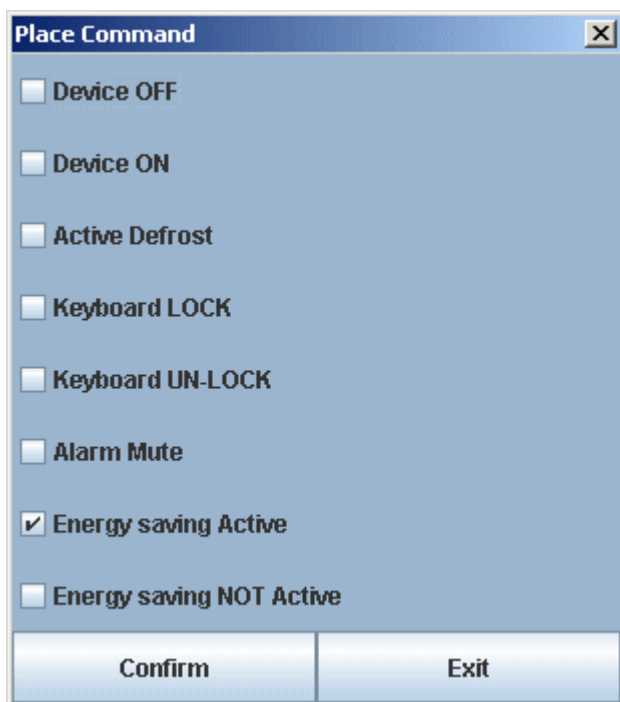 Place Command
Device OFF
Device ON
Active Defrost
Keyboard LOCK
Keyboard UN-LOCK
Alarm Mute
Energy saving Active
Energy saving NOT Active
Confirm Exit